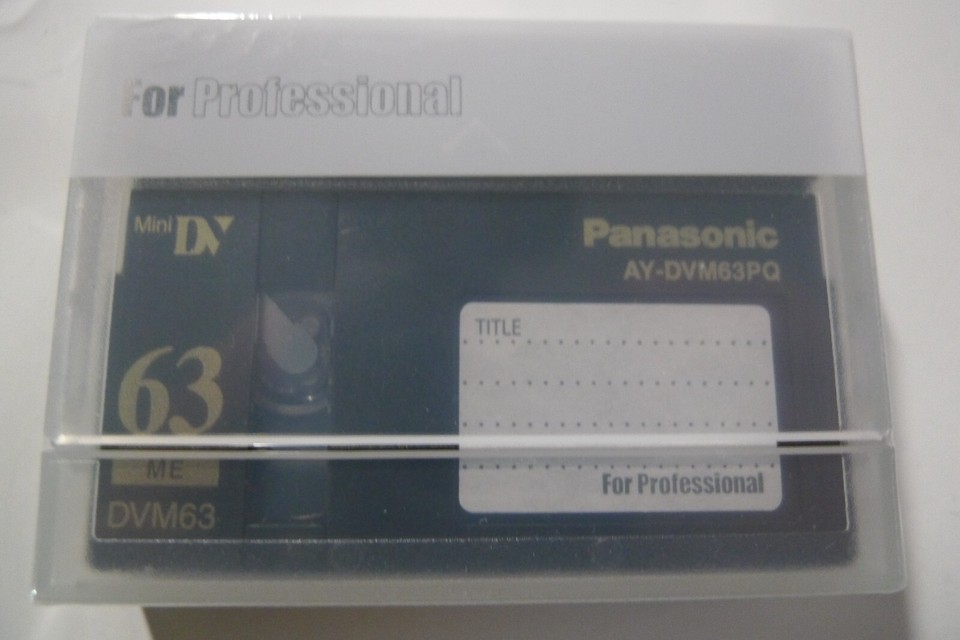 For Professional
Mini DV
Panasonic
AY-DVM63PQ
TITLE
63
ME
For Professional
DVM63